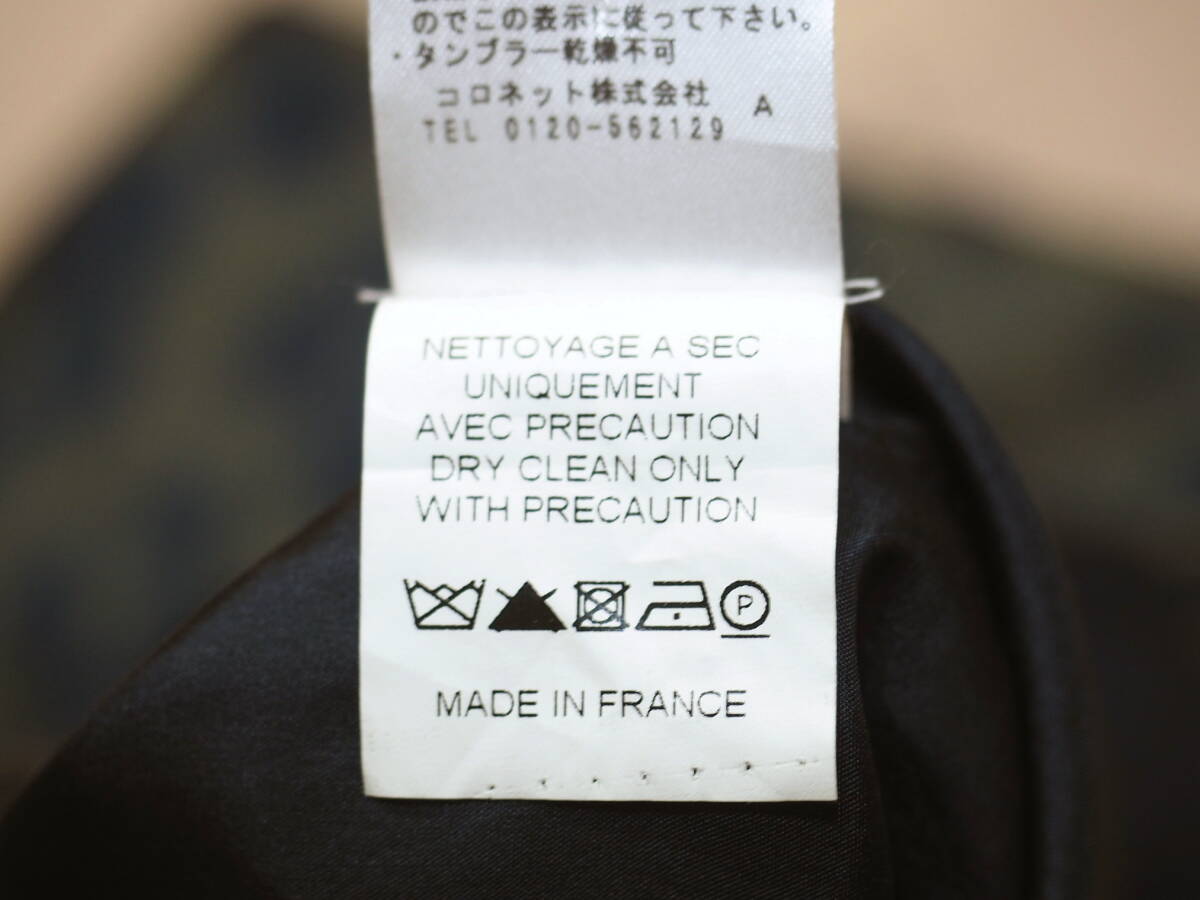 のでこの表示に従って下さい。
・タンブラー乾燥不可
コロネット株式会社 A
TEL 0120-562129
NETTOYAGE A SEC
UNIQUEMENT
AVEC PRECAUTION
DRY CLEAN ONLY
WITH PRECAUTION
P
MADE IN FRANCE